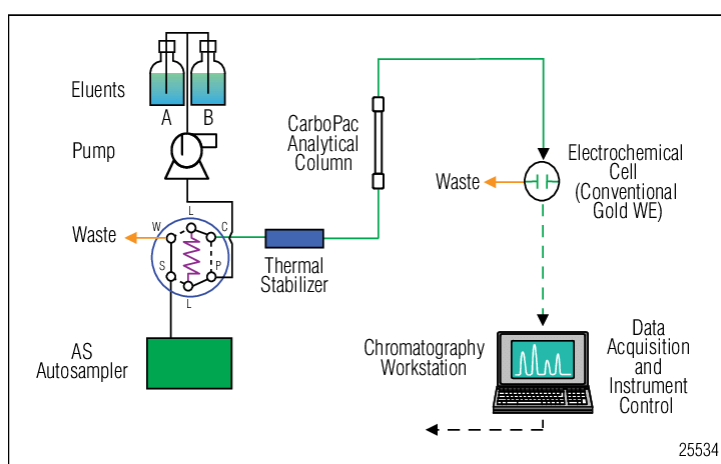 Eluents
A B
Pump
Waste
W
L
C
S
P
L
Thermal
Stabilizer
AS
Autosampler
CarboPac
Analytical
Column
Waste
Electrochemical
Cell
(Conventional
Gold WE)
Chromatography
Workstation
Data
Acquisition
and
Instrument
Control
25534